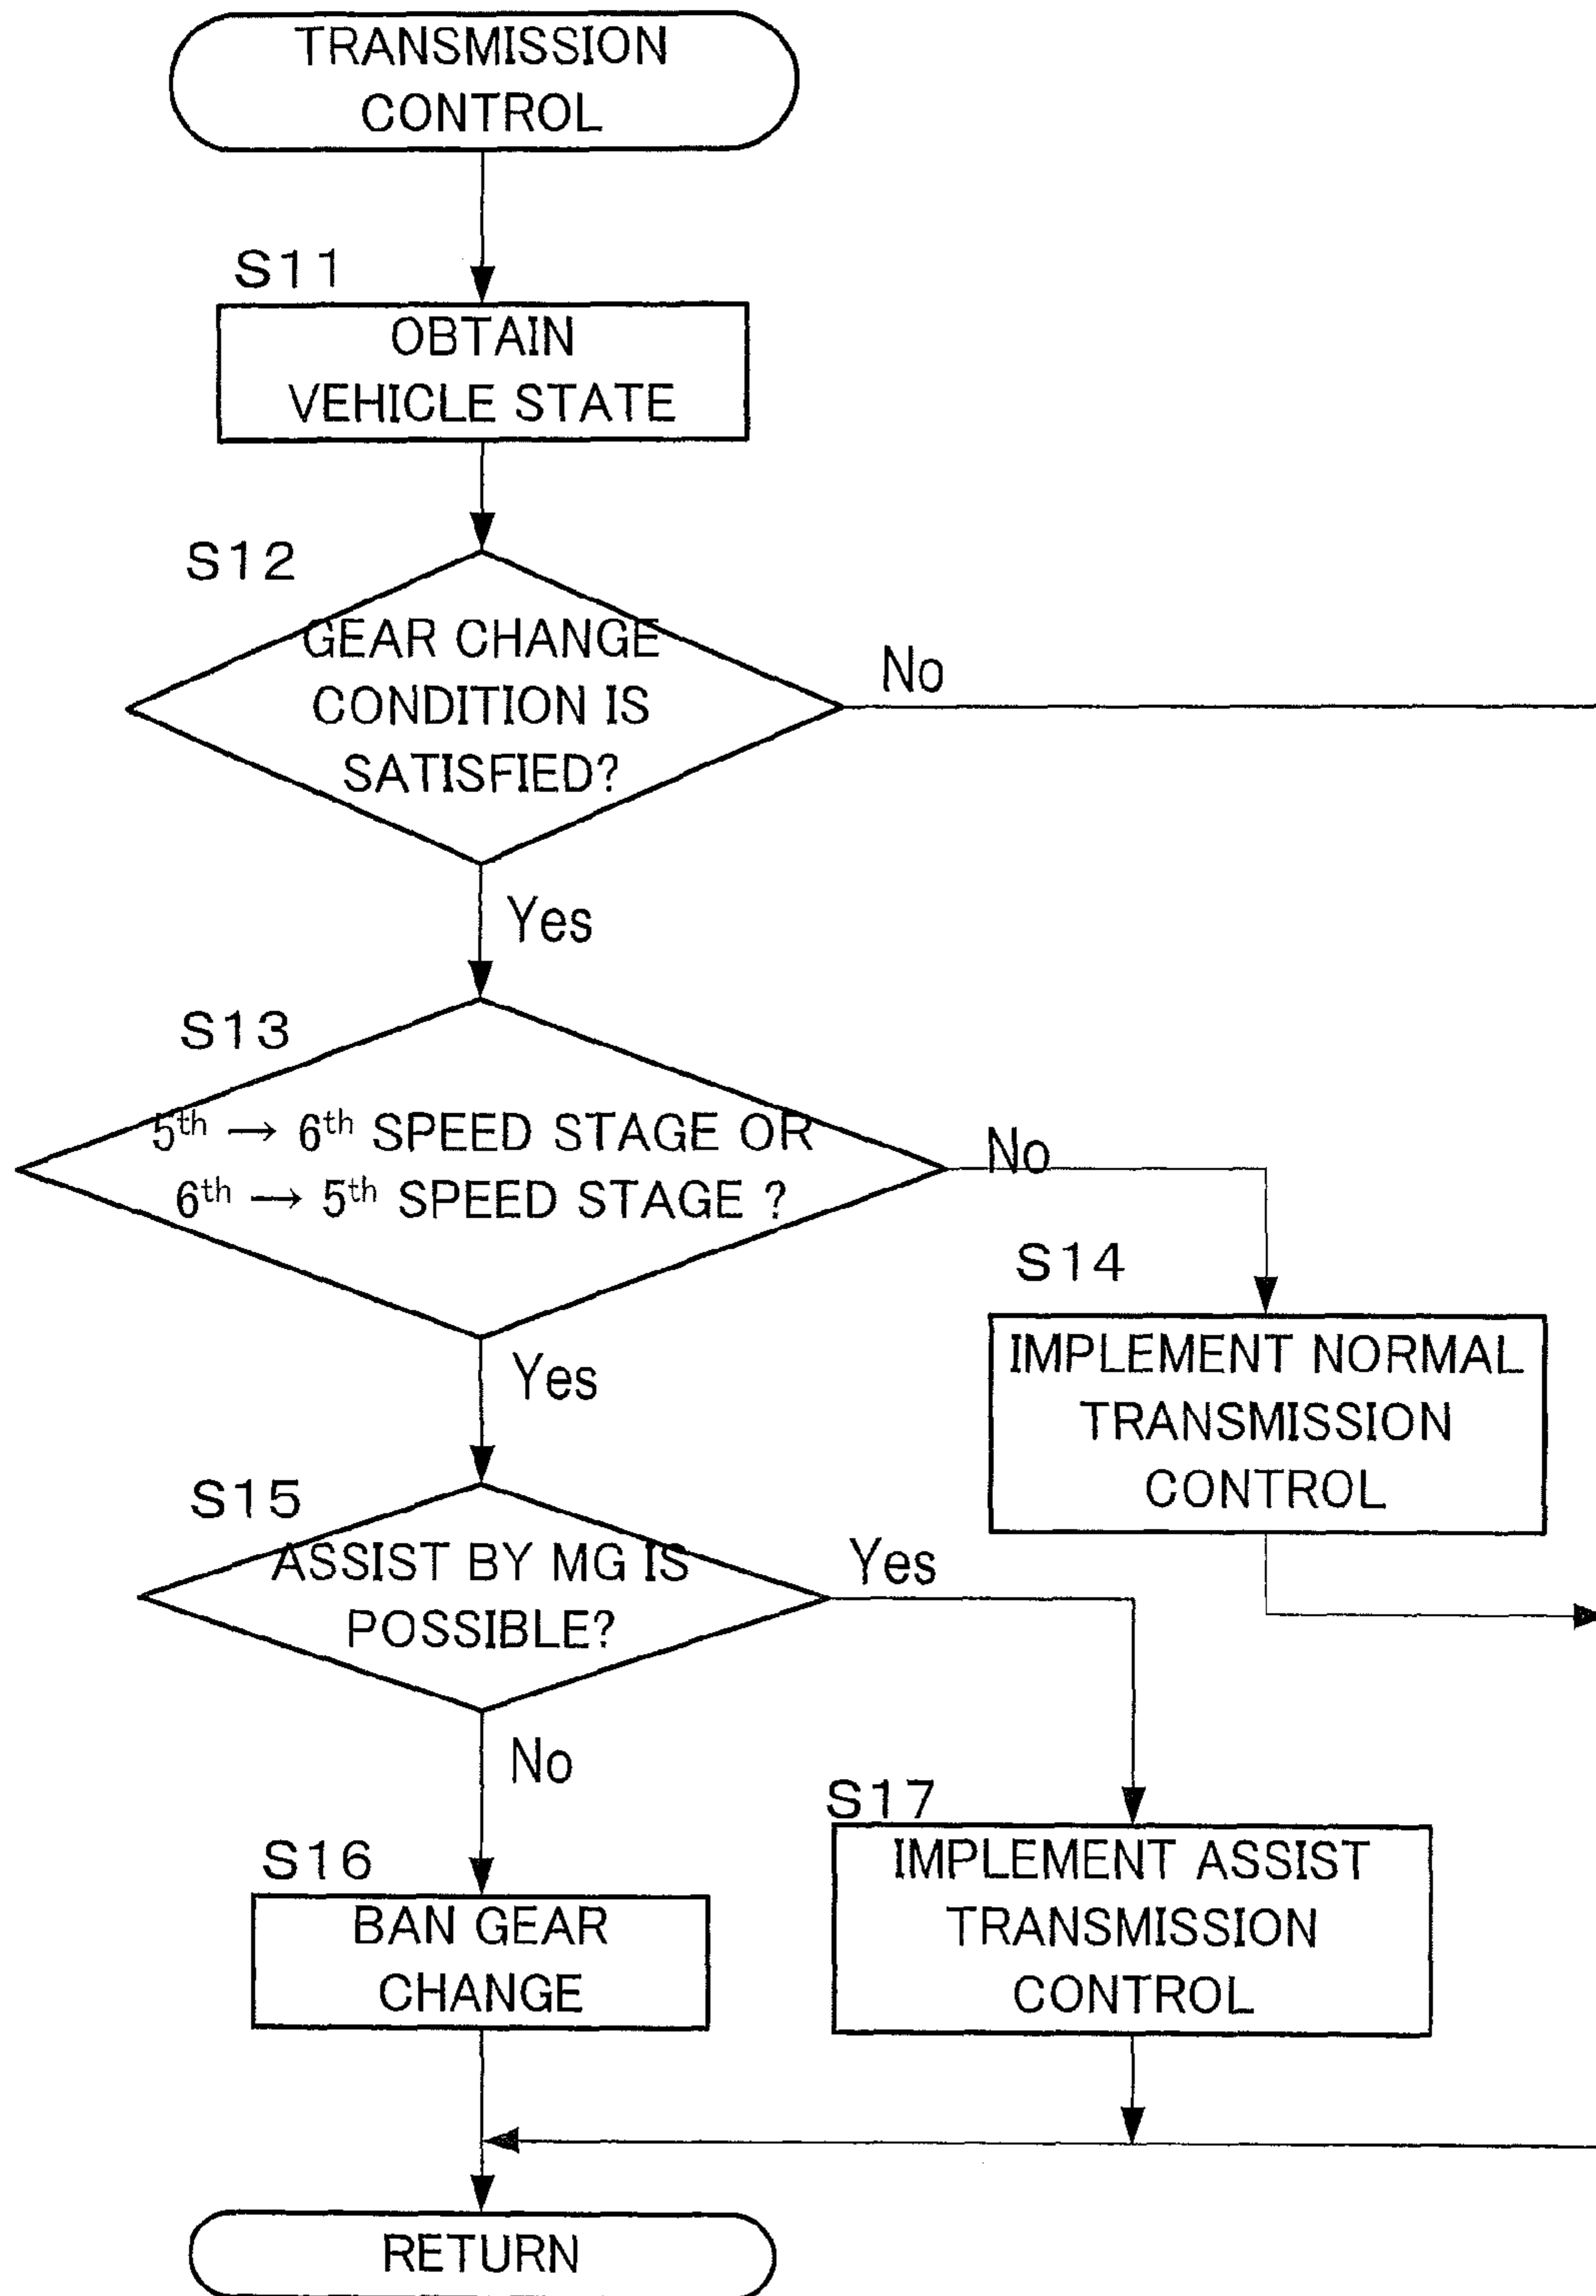 TRANSMISSION
CONTROL
S11
OBTAIN
VEHICLE STATE
S12
GEAR CHANGE
CONDITION IS
SATISFIED?
No
Yes
S13
5th → 6th SPEED STAGE OR
6th → 5th SPEED STAGE ?
No
Yes
S14
IMPLEMENT NORMAL
TRANSMISSION
CONTROL
S15
ASSIST BY MG IS
POSSIBLE?
Yes
No
S17
IMPLEMENT ASSIST
TRANSMISSION
CONTROL
S16
BAN GEAR
CHANGE
RETURN